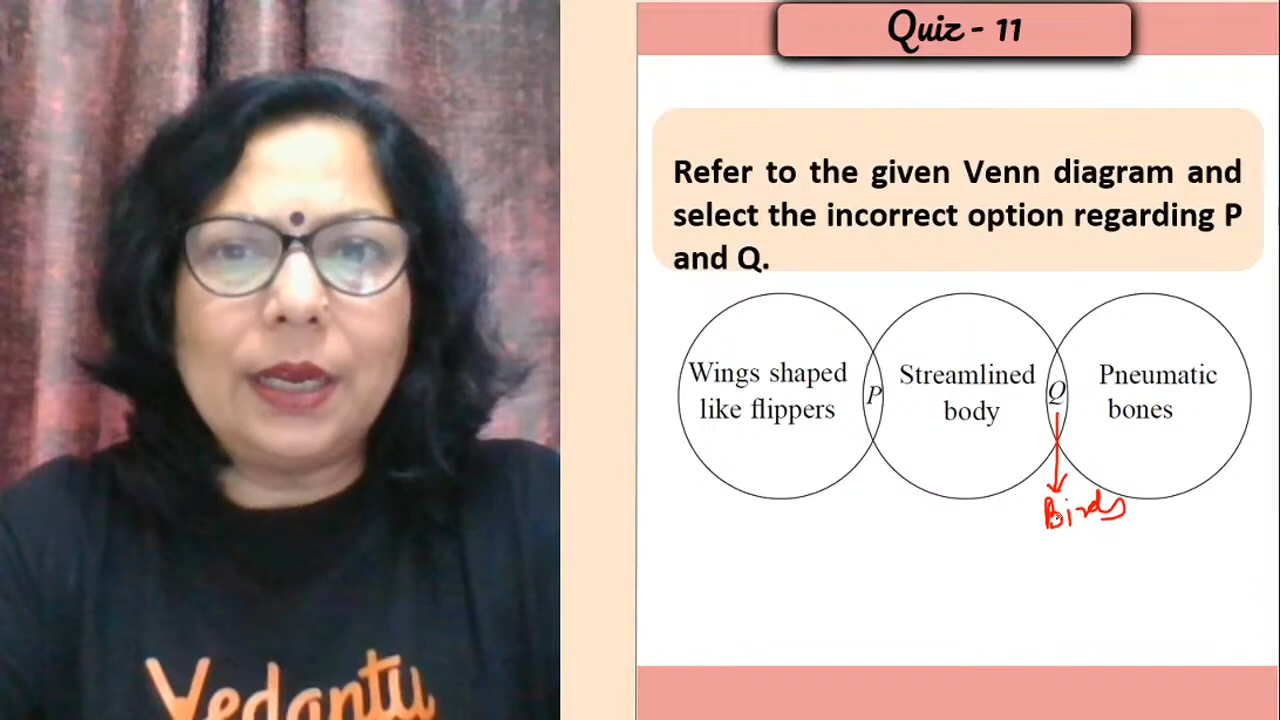 Quiz - 11
Refer to the given Venn diagram and
select the incorrect option regarding P
and Q.
Wings shaped
like flippers
P
Streamlined
body
Q
Pneumatic
bones
Birds
Vedantu